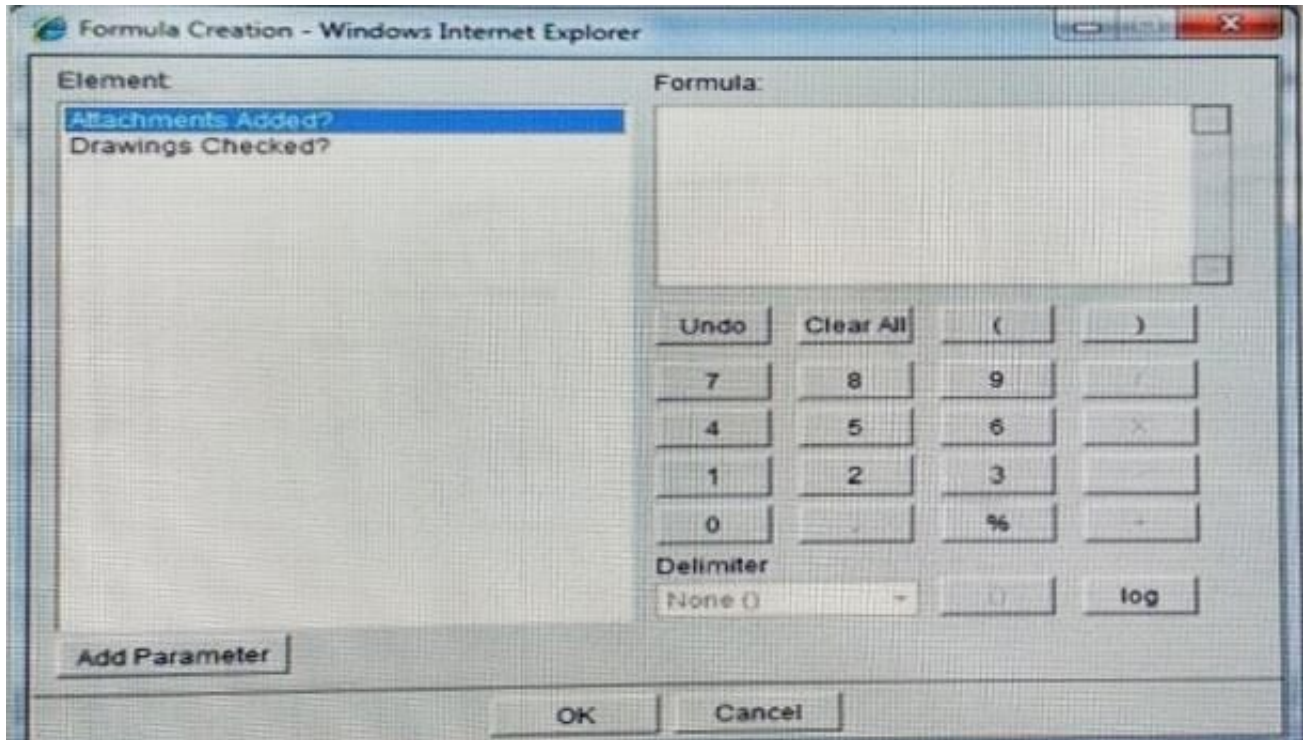 Formula Creation - Windows Internet Explorer
Element
Formula:
Attachments Added?
Drawings Checked?
Undo Clear All ( )
7 8 9 /
4 5 6 X
1 2 3
0 . %
Delimiter
None ()
log
Add Parameter
OK Cancel